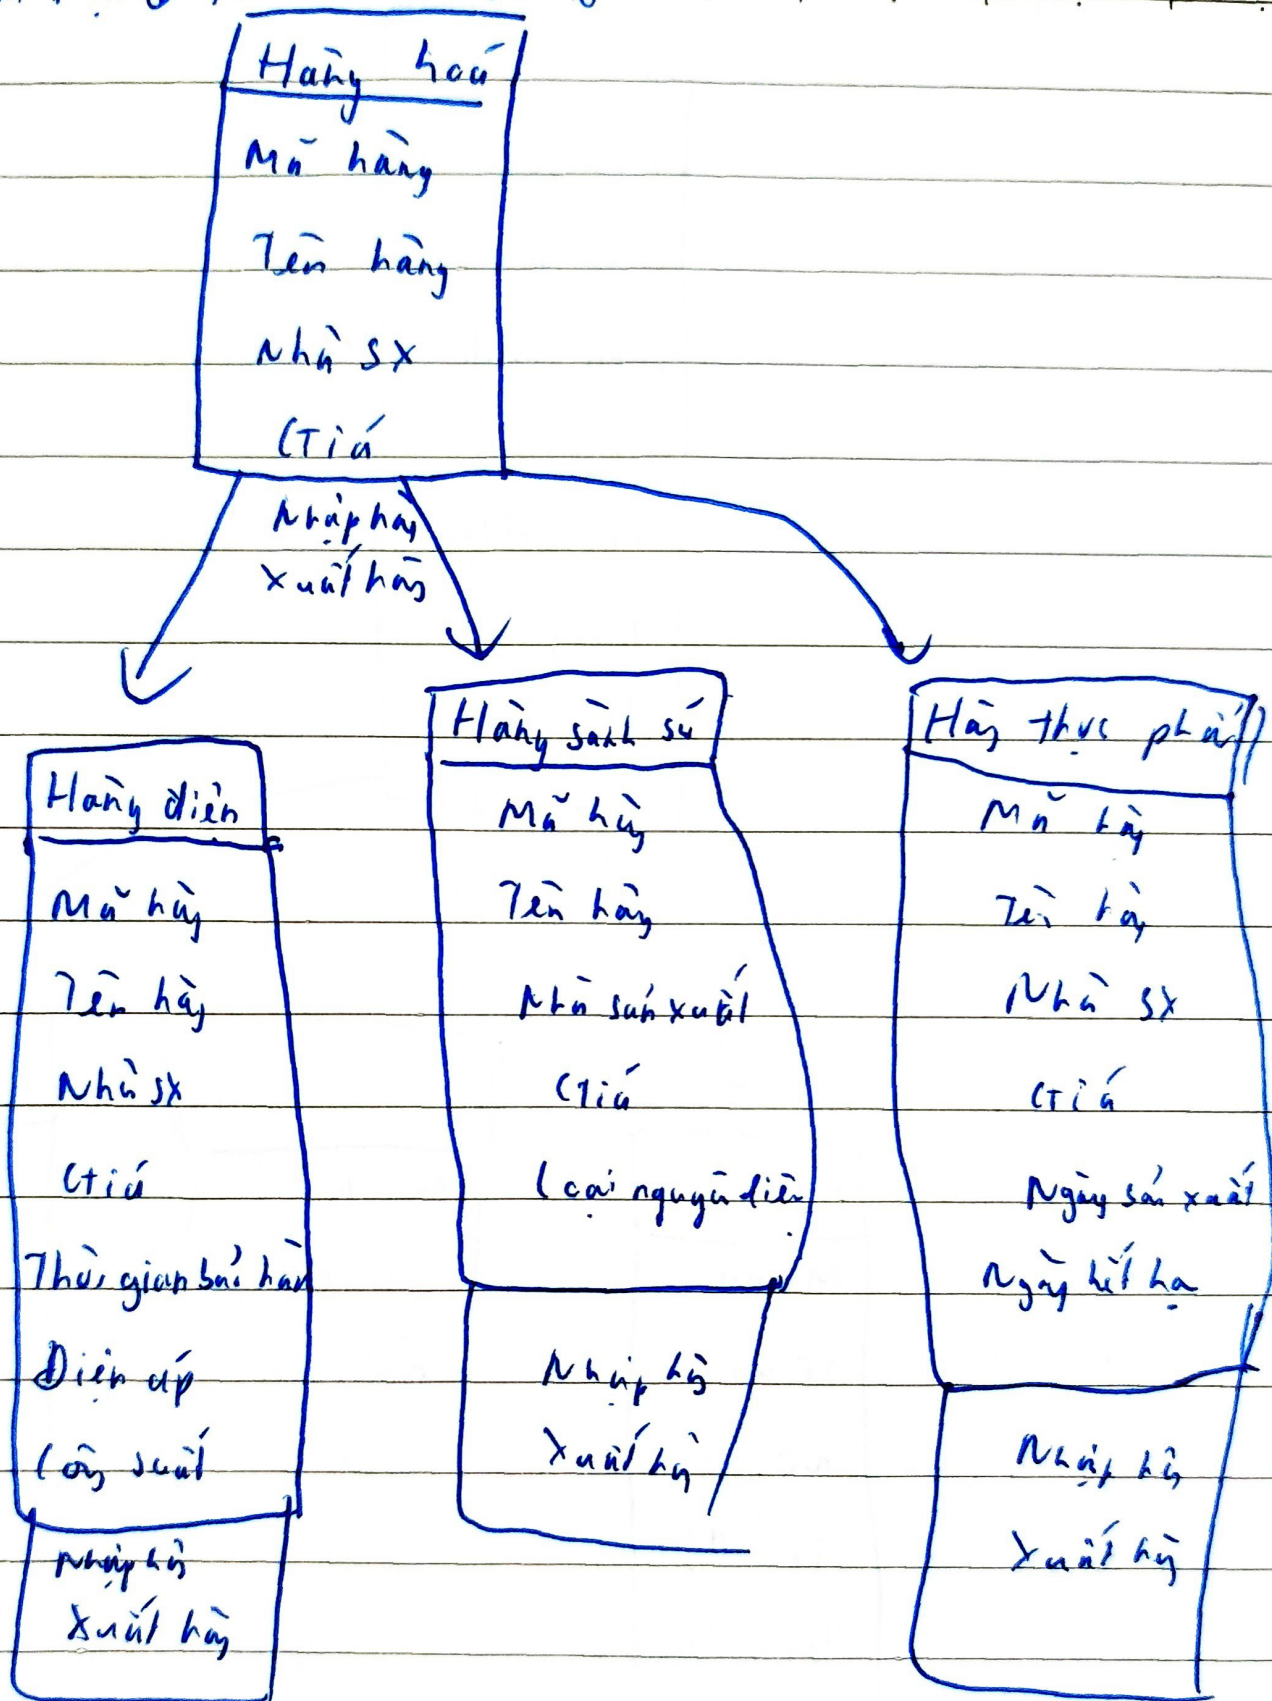 Hàng hoá
Mã hàng
Tên hàng
Nhà sx
Giá
Nhập hàng
Xuất hàng
Hàng điện
Mã hàng
Tên hàng
Nhà sx
Giá
Thời gian bảo hành
Điện áp
Công suất
Nhập hàng
Xuất hàng
Hàng sành sứ
Mã hàng
Tên hàng
Nhà sản xuất
Giá
Loại nguyên liệu
Nhập hàng
Xuất hàng
Hàng thực phẩm
Mã hàng
Tên hàng
Nhà sx
Giá
Ngày sản xuất
Ngày hết hạn
Nhập hàng
Xuất hàng